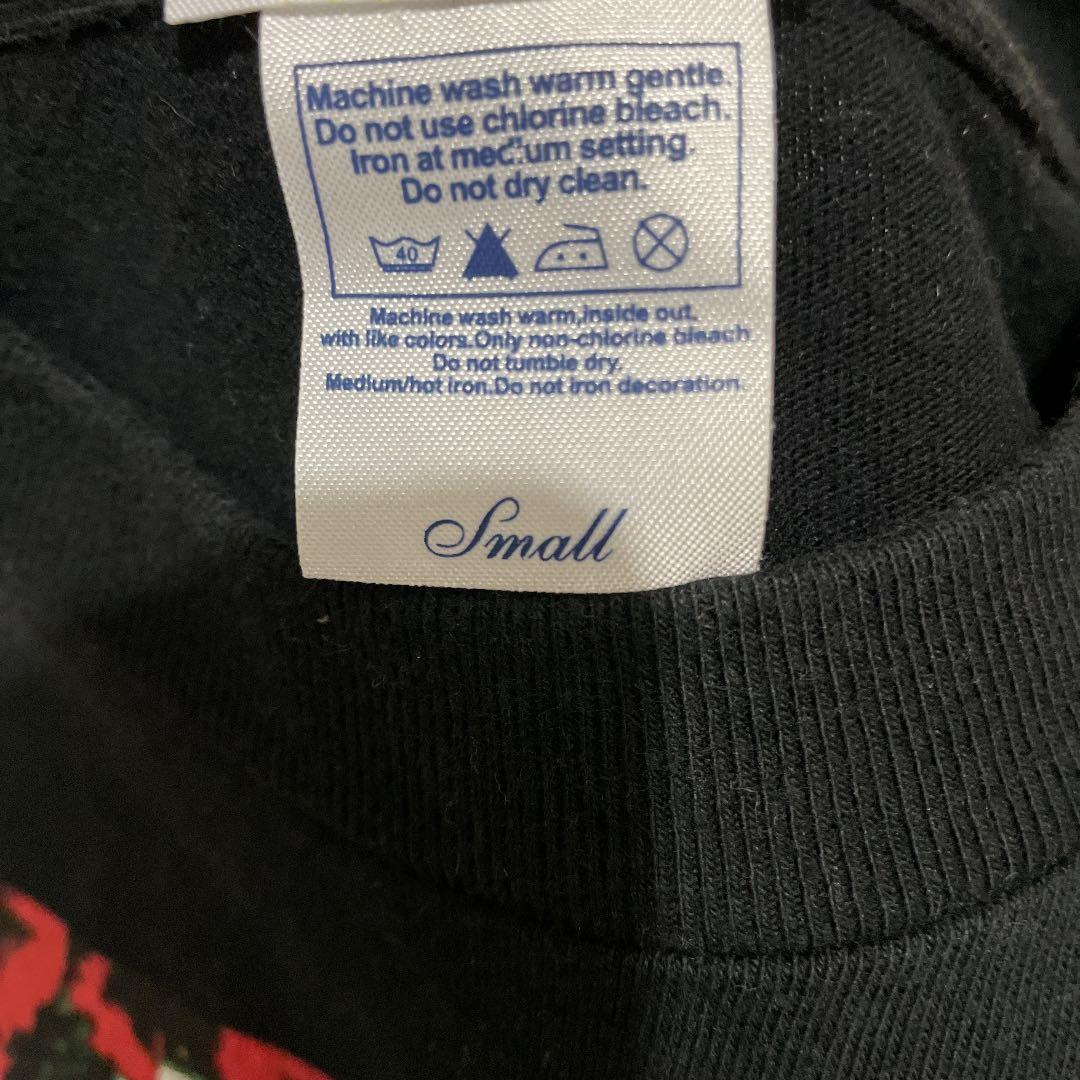 Machine wash warm gentle.
Do not use chlorine bleach.
Iron at medium setting.
Do not dry clean.
40
Machine wash warm,inside out,
with like colors.Only non-chlorine bleach
Do not tumble dry.
Medium/hot iron.Do not iron decoration.
Small